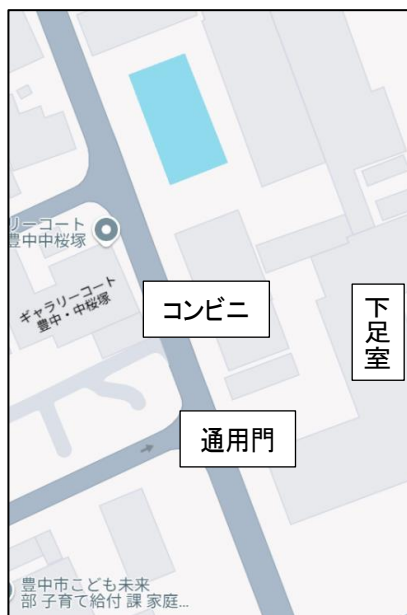 リーコート
豊中中桜塚
ギャラリーコート
豊中・中桜塚
コンビニ
下足室
通用門
豊中市こども未来
部 子育て給付 課 家庭...